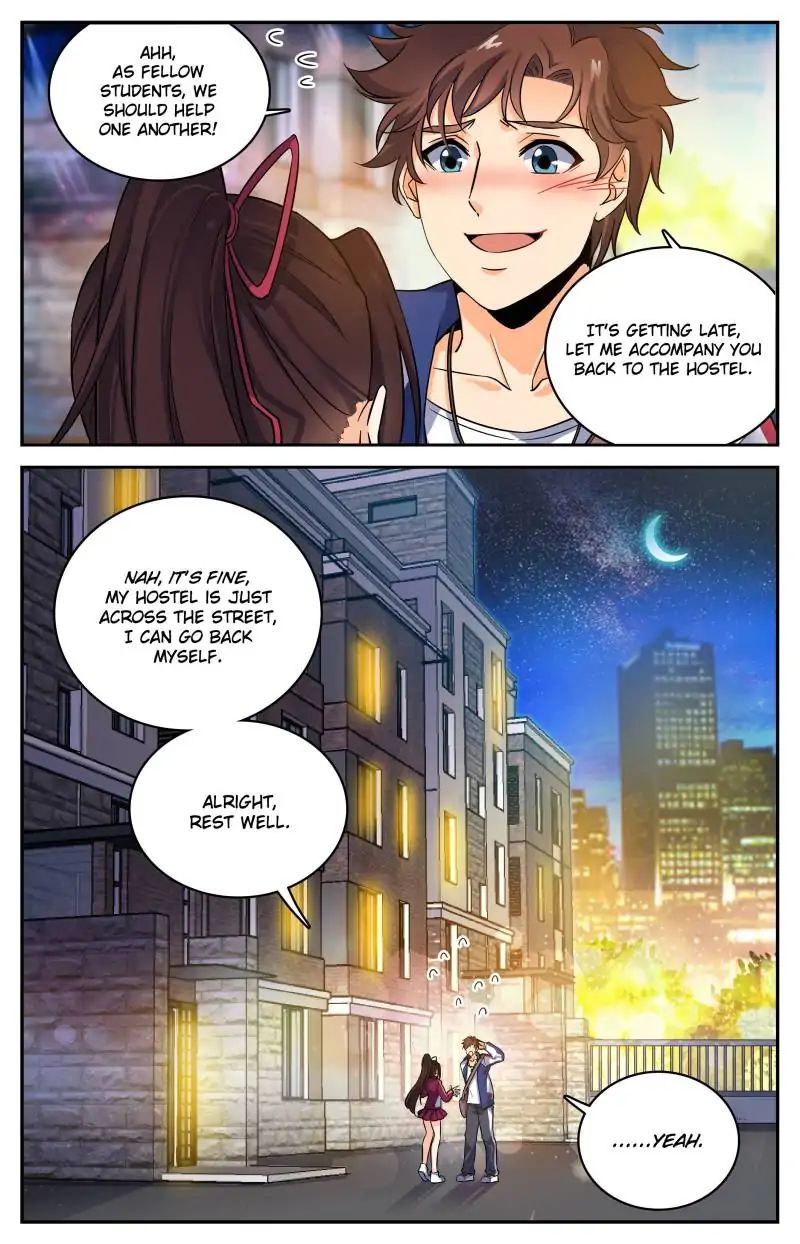 AHH,
AS FELLOW
STUDENTS, WE
SHOULD HELP
ONE ANOTHER!
IT'S GETTING LATE,
LET ME ACCOMPANY YOU
BACK TO THE HOSTEL.
NAH, IT'S FINE,
MY HOSTEL IS JUST
ACROSS THE STREET,
I CAN GO BACK
MYSELF.
ALRIGHT,
REST WELL.
......YEAH.